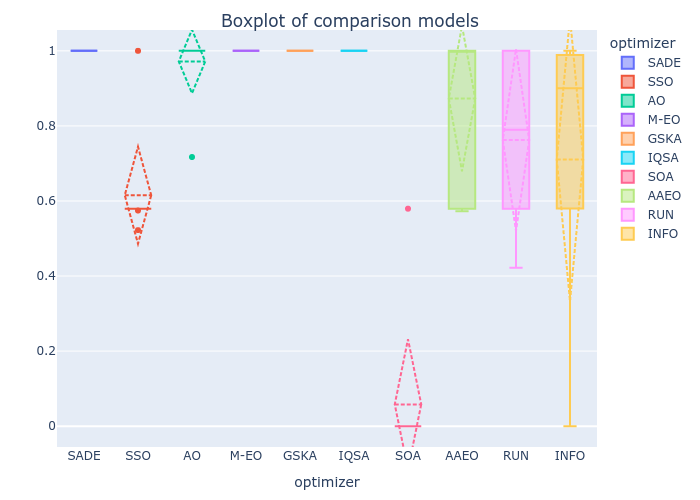 Boxplot of comparison models
optimizer
SADE
SSO
AO
M-EO
GSKA
IQSA
SOA
AAEO
RUN
INFO
1
0.8
0.6
0.4
0.2
0
SADE SSO AO M-EO GSKA IQSA SOA AAEO RUN INFO
optimizer